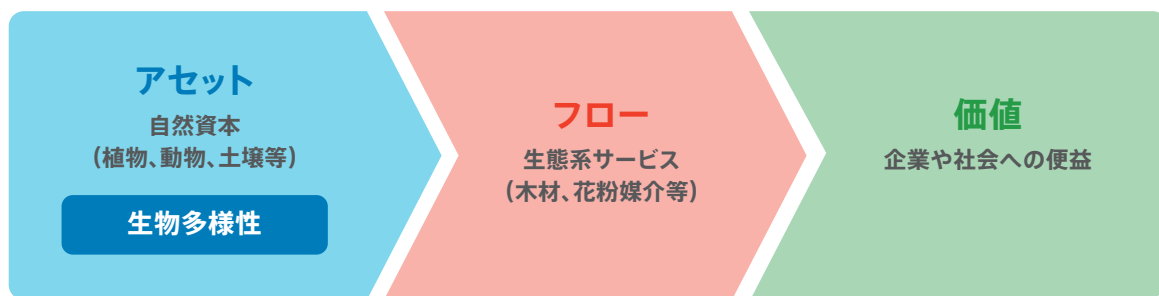 アセット
自然資本
(植物、動物、土壌等)
生物多様性
フロー
生態系サービス
(木材、花粉媒介等)
価値
企業や社会への便益